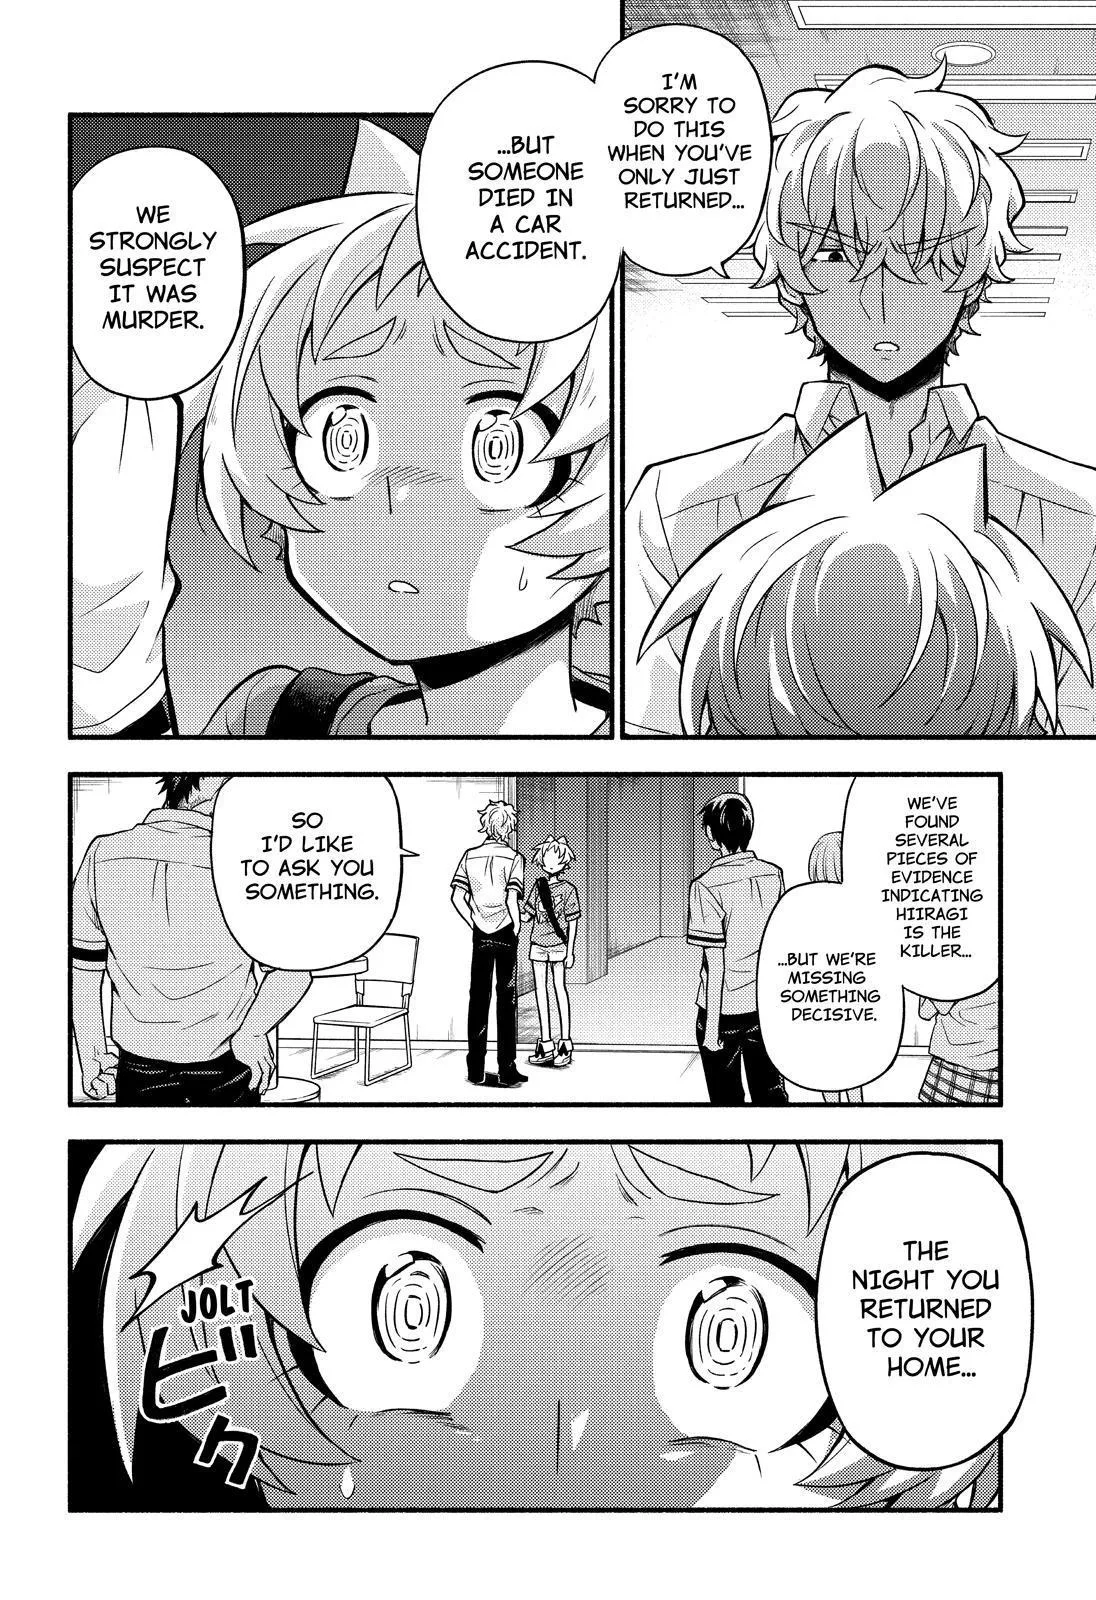 I'M
SORRY TO
DO THIS
WHEN YOU'VE
ONLY JUST
RETURNED...
...BUT
SOMEONE
DIED IN
A CAR
ACCIDENT.
WE
STRONGLY
SUSPECT
IT WAS
MURDER.
WE'VE
FOUND
SEVERAL
PIECES OF
EVIDENCE
INDICATING
HIIRAGI
IS THE
KILLER...
...BUT WE'RE
MISSING
SOMETHING
DECISIVE.
SO
I'D LIKE
TO ASK YOU
SOMETHING.
THE
NIGHT YOU
RETURNED
TO YOUR
HOME...
JOLT
ビク